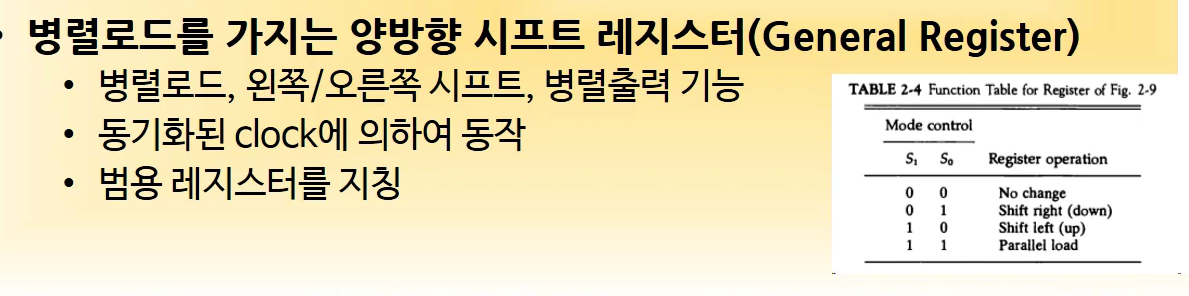 • 병렬로드를 가지는 양방향 시프트 레지스터(General Register)
• 병렬로드, 왼쪽/오른쪽 시프트, 병렬출력 기능
• 동기화된 clock에 의하여 동작
• 범용 레지스터를 지칭
TABLE 2-4 Function Table for Register of Fig. 2-9
Mode control
S₁ S₀ Register operation
0 0 No change
0 1 Shift right (down)
1 0 Shift left (up)
1 1 Parallel load